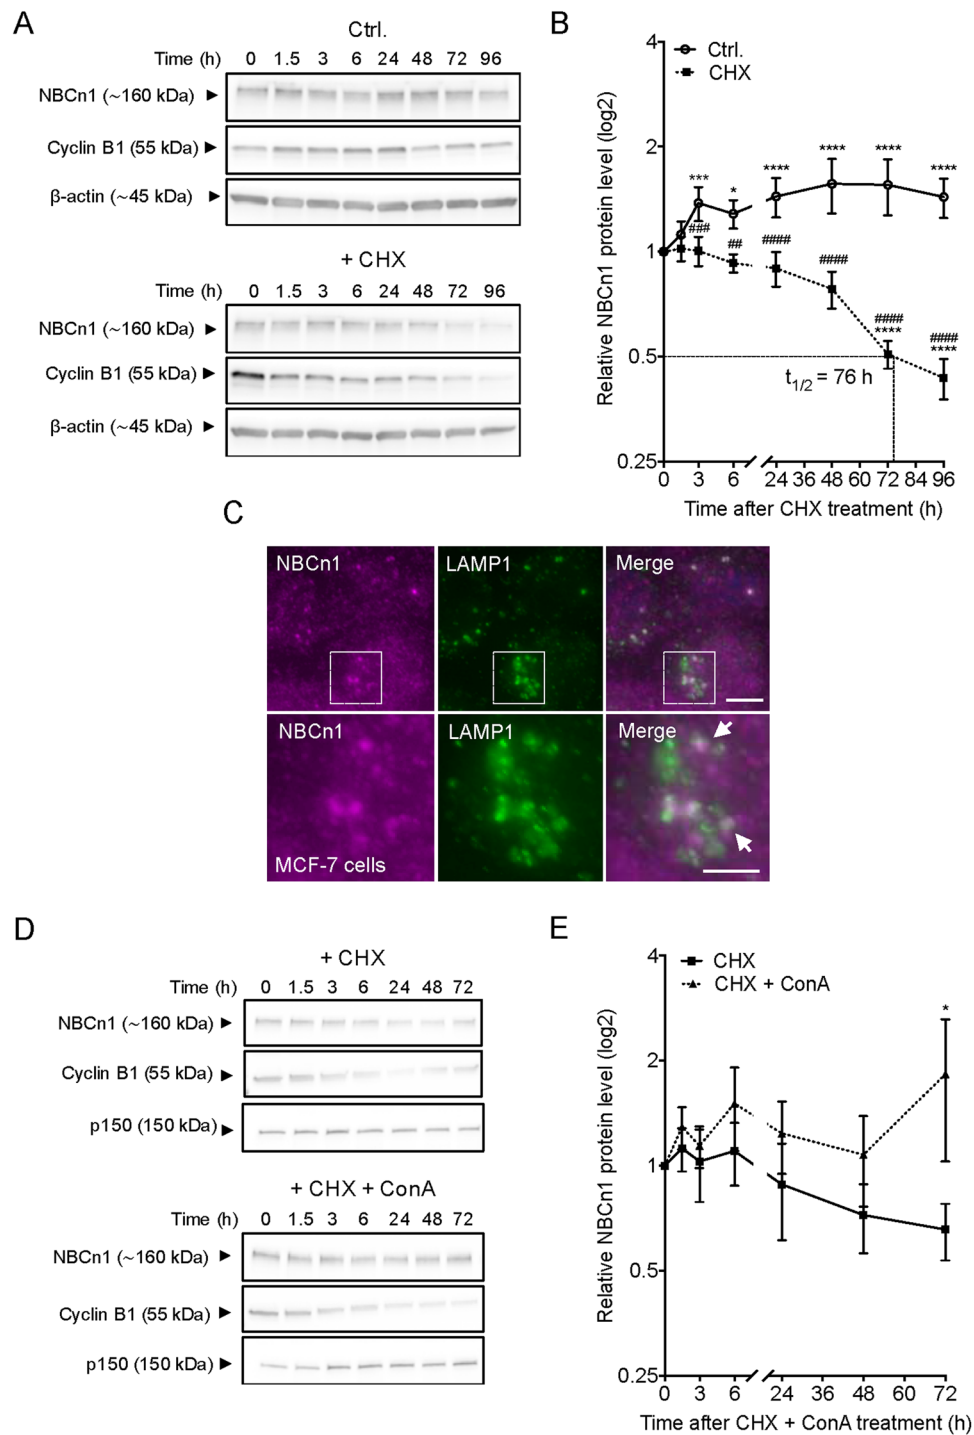 A
Ctrl.
Time (h) 0 1.5 3 6 24 48 72 96
NBCn1 (~160 kDa)
Cyclin B1 (55 kDa)
β-actin (~45 kDa)
+ CHX
Time (h) 0 1.5 3 6 24 48 72 96
NBCn1 (~160 kDa)
Cyclin B1 (55 kDa)
β-actin (~45 kDa)
B
Ctrl.
CHX
Relative NBCn1 protein level (log2)
4
2
1
0.5
0.25
*** * **** **** **** ****
### ## #### #### #### ####
**** ****
t1/2 = 76 h
0 3 6 24 36 48 60 72 84 96
Time after CHX treatment (h)
C
NBCn1 LAMP1 Merge
NBCn1 LAMP1 Merge
MCF-7 cells
D
+ CHX
Time (h) 0 1.5 3 6 24 48 72
NBCn1 (~160 kDa)
Cyclin B1 (55 kDa)
p150 (150 kDa)
+ CHX + ConA
Time (h) 0 1.5 3 6 24 48 72
NBCn1 (~160 kDa)
Cyclin B1 (55 kDa)
p150 (150 kDa)
E
CHX
CHX + ConA
Relative NBCn1 protein level (log2)
4
2
1
0.5
0.25
*
0 3 6 24 36 48 60 72
Time after CHX + ConA treatment (h)